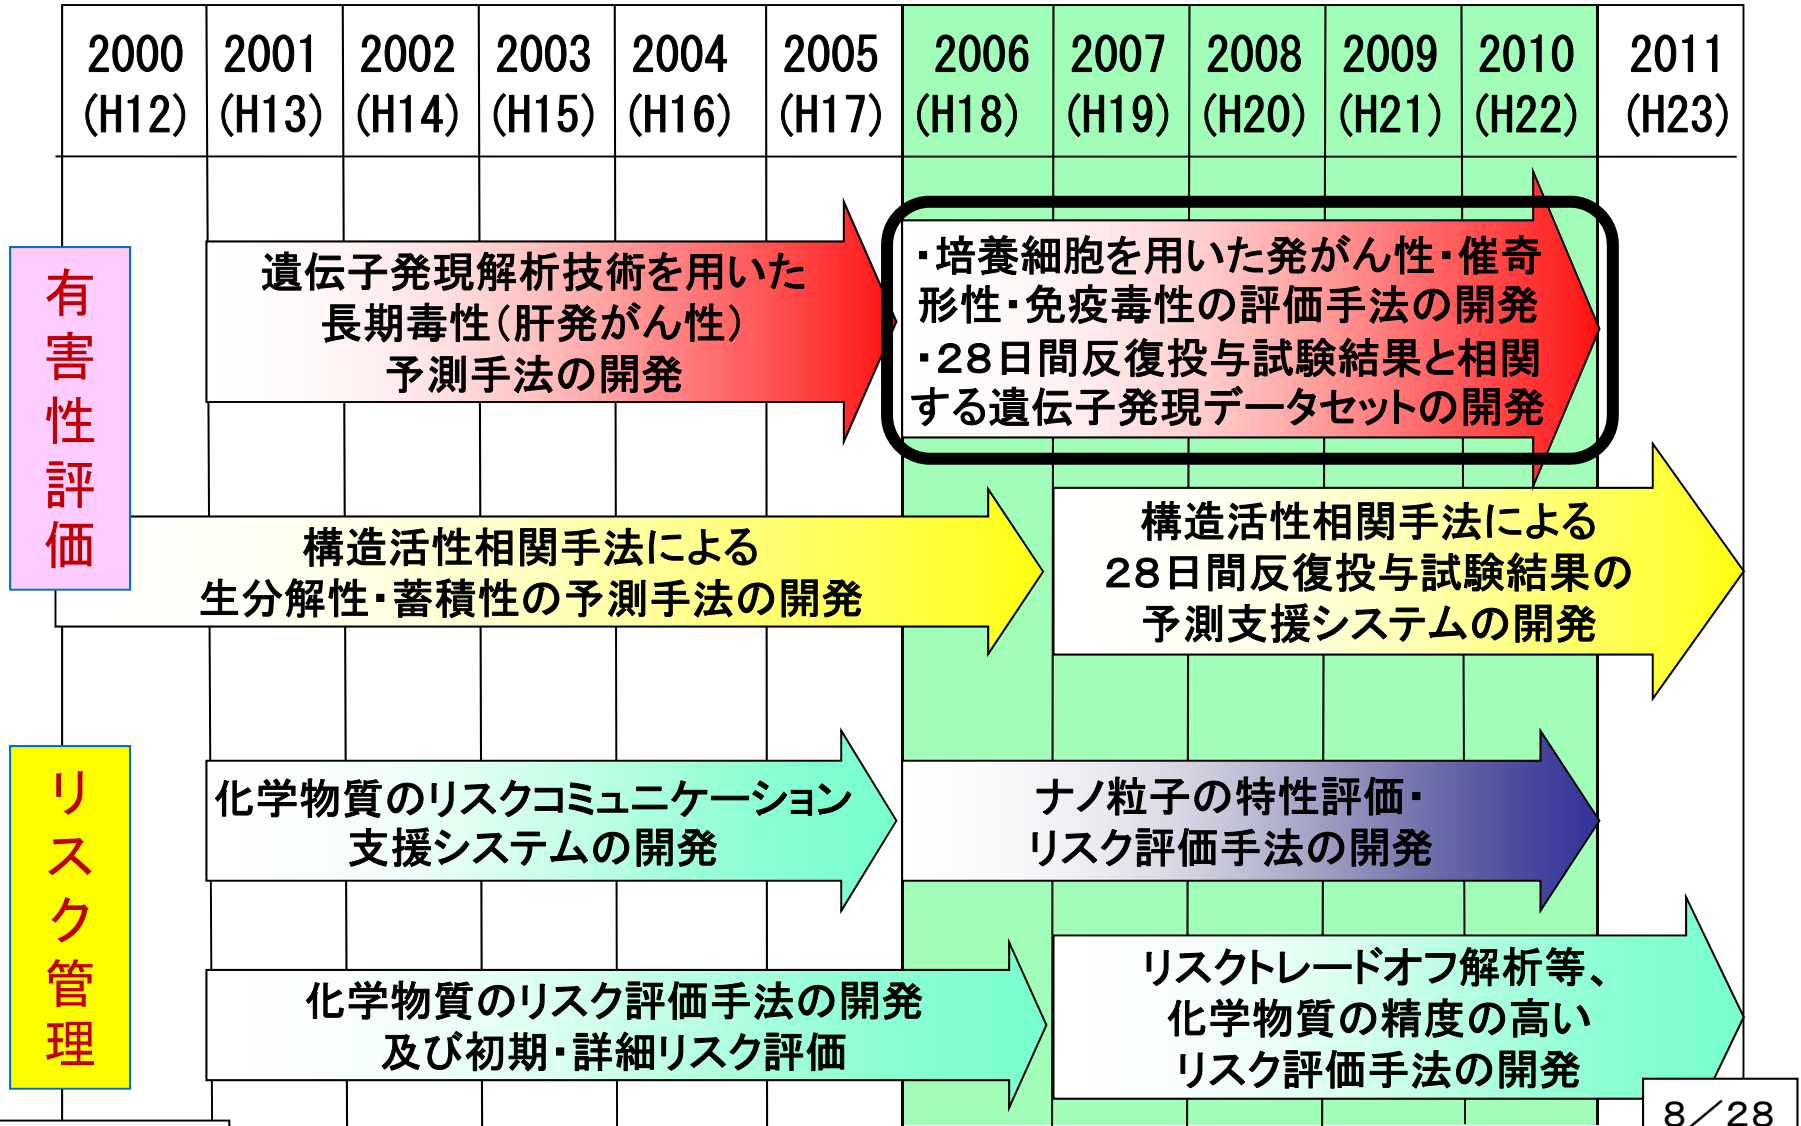 2000 2001 2002 2003 2004 2005 2006 2007 2008 2009 2010 2011
(H12) (H13) (H14) (H15) (H16) (H17) (H18) (H19) (H20) (H21) (H22) (H23)
有害性評価
遺伝子発現解析技術を用いた
長期毒性(肝発がん性)
予測手法の開発
・培養細胞を用いた発がん性・催奇
形性・免疫毒性の評価手法の開発
・28日間反復投与試験結果と相関
する遺伝子発現データセットの開発
構造活性相関手法による
生分解性・蓄積性の予測手法の開発
構造活性相関手法による
28日間反復投与試験結果の
予測支援システムの開発
リスク管理
化学物質のリスクコミュニケーション
支援システムの開発
ナノ粒子の特性評価・
リスク評価手法の開発
化学物質のリスク評価手法の開発
及び初期・詳細リスク評価
リスクトレードオフ解析等、
化学物質の精度の高い
リスク評価手法の開発
8/28